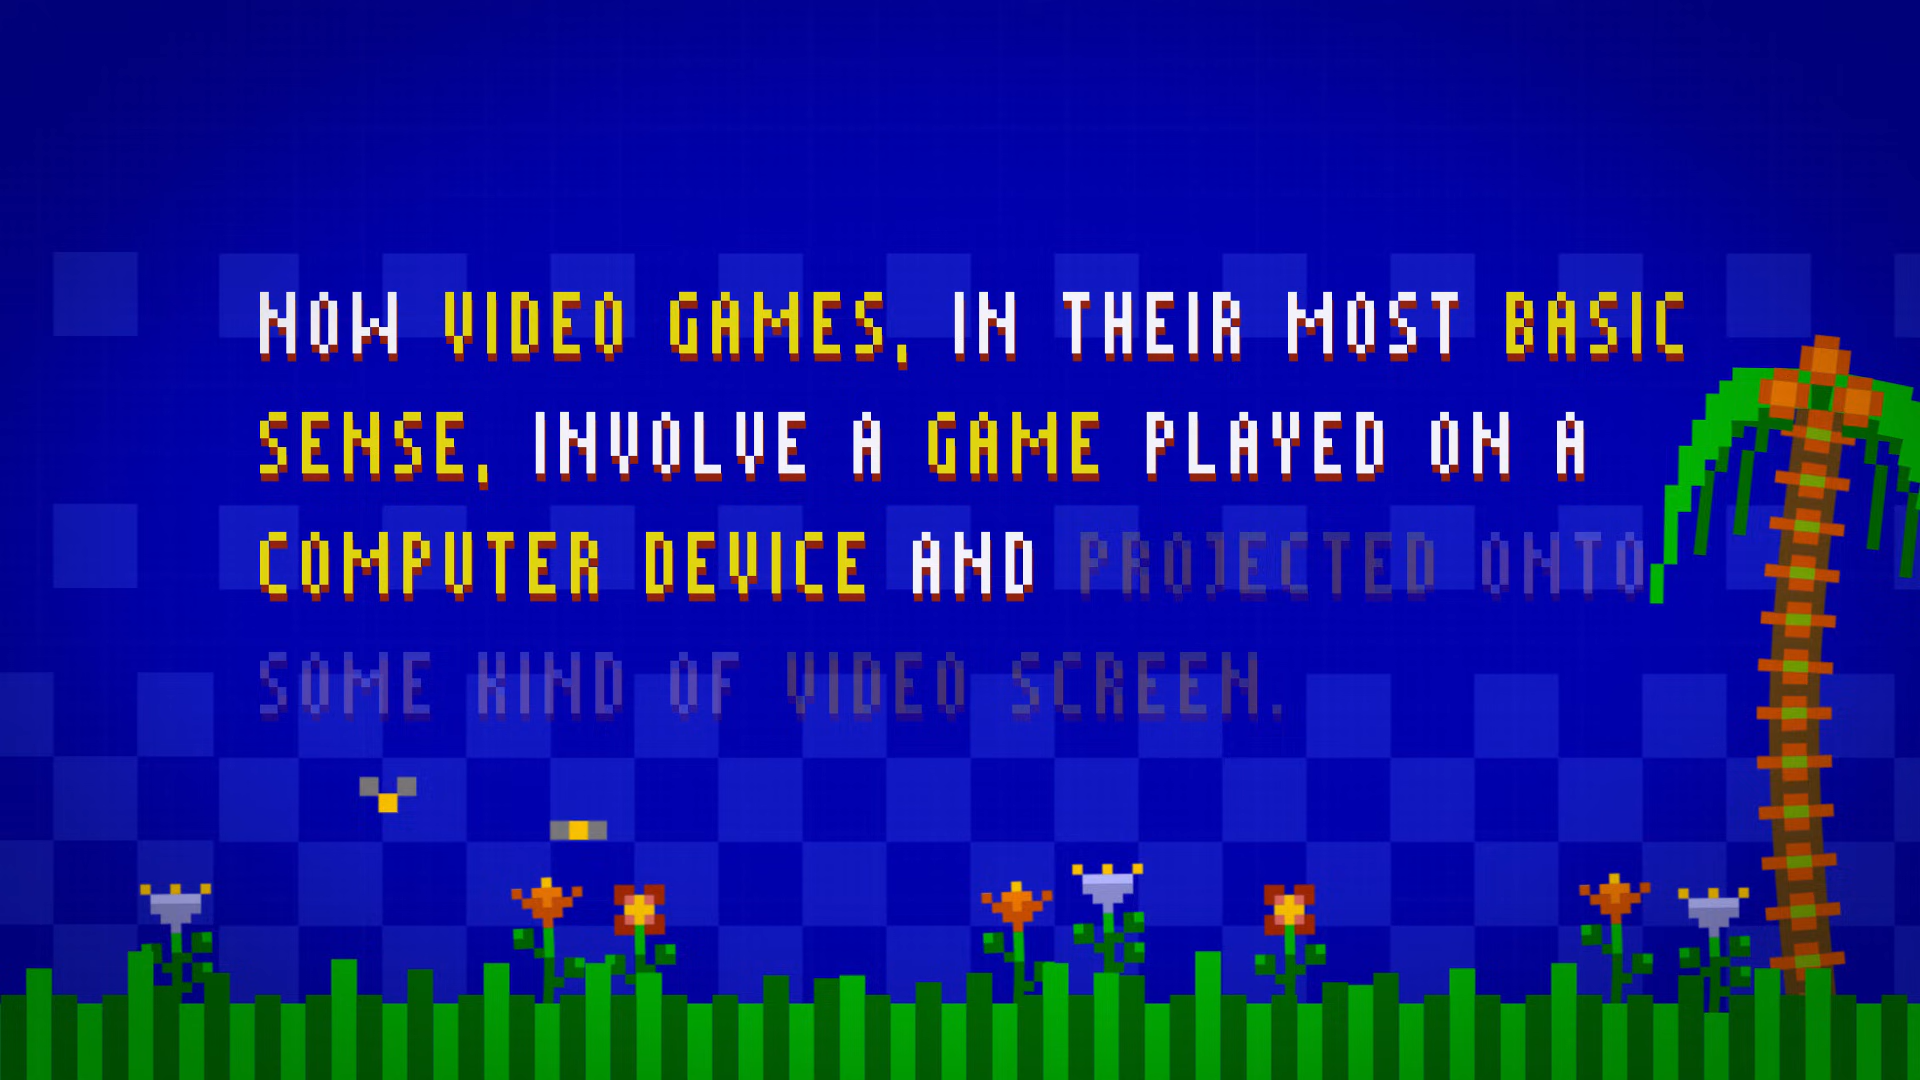 NOW VIDEO GAMES, IN THEIR MOST BASIC
SENSE, INVOLVE A GAME PLAYED ON A
COMPUTER DEVICE AND PROJECTED ONTO
SOME KIND OF VIDEO SCREEN.